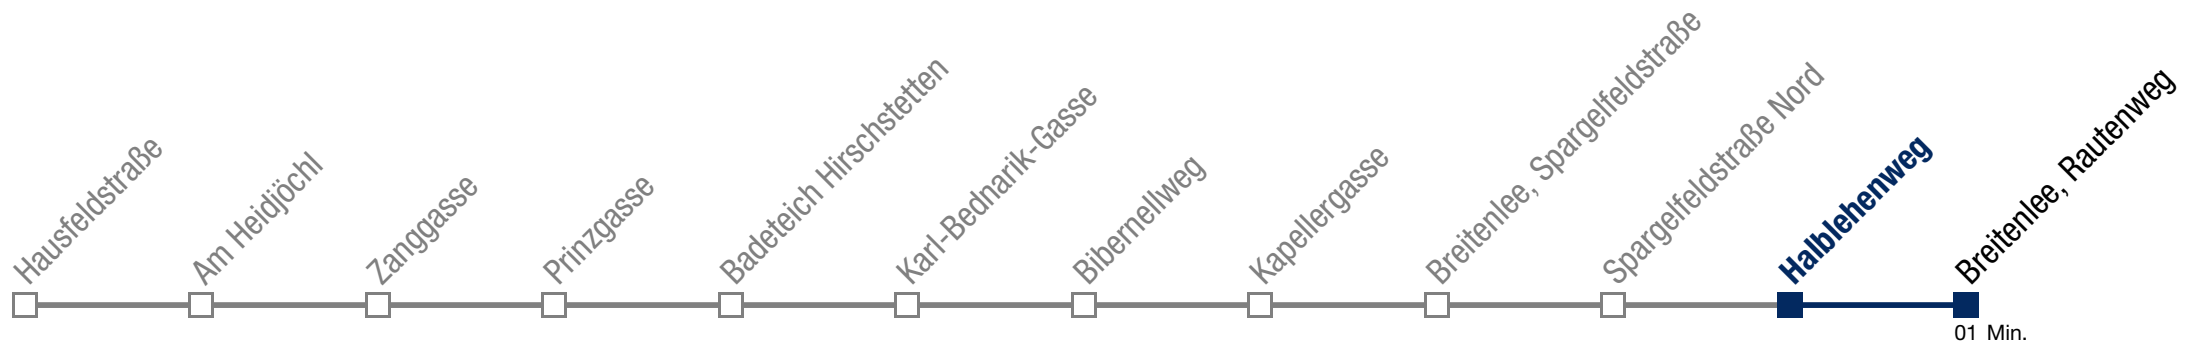 Hausfeldstraße
Am Heidjöchl
Zanggasse
Prinzgasse
Badeteich Hirschstetten
Karl-Bednarik-Gasse
Bibernellweg
Kapellergasse
Breitenlee, Spargelfeldstraße
Spargelfeldstraße Nord
Halblehenweg
Breitenlee, Rautenweg
01 Min.